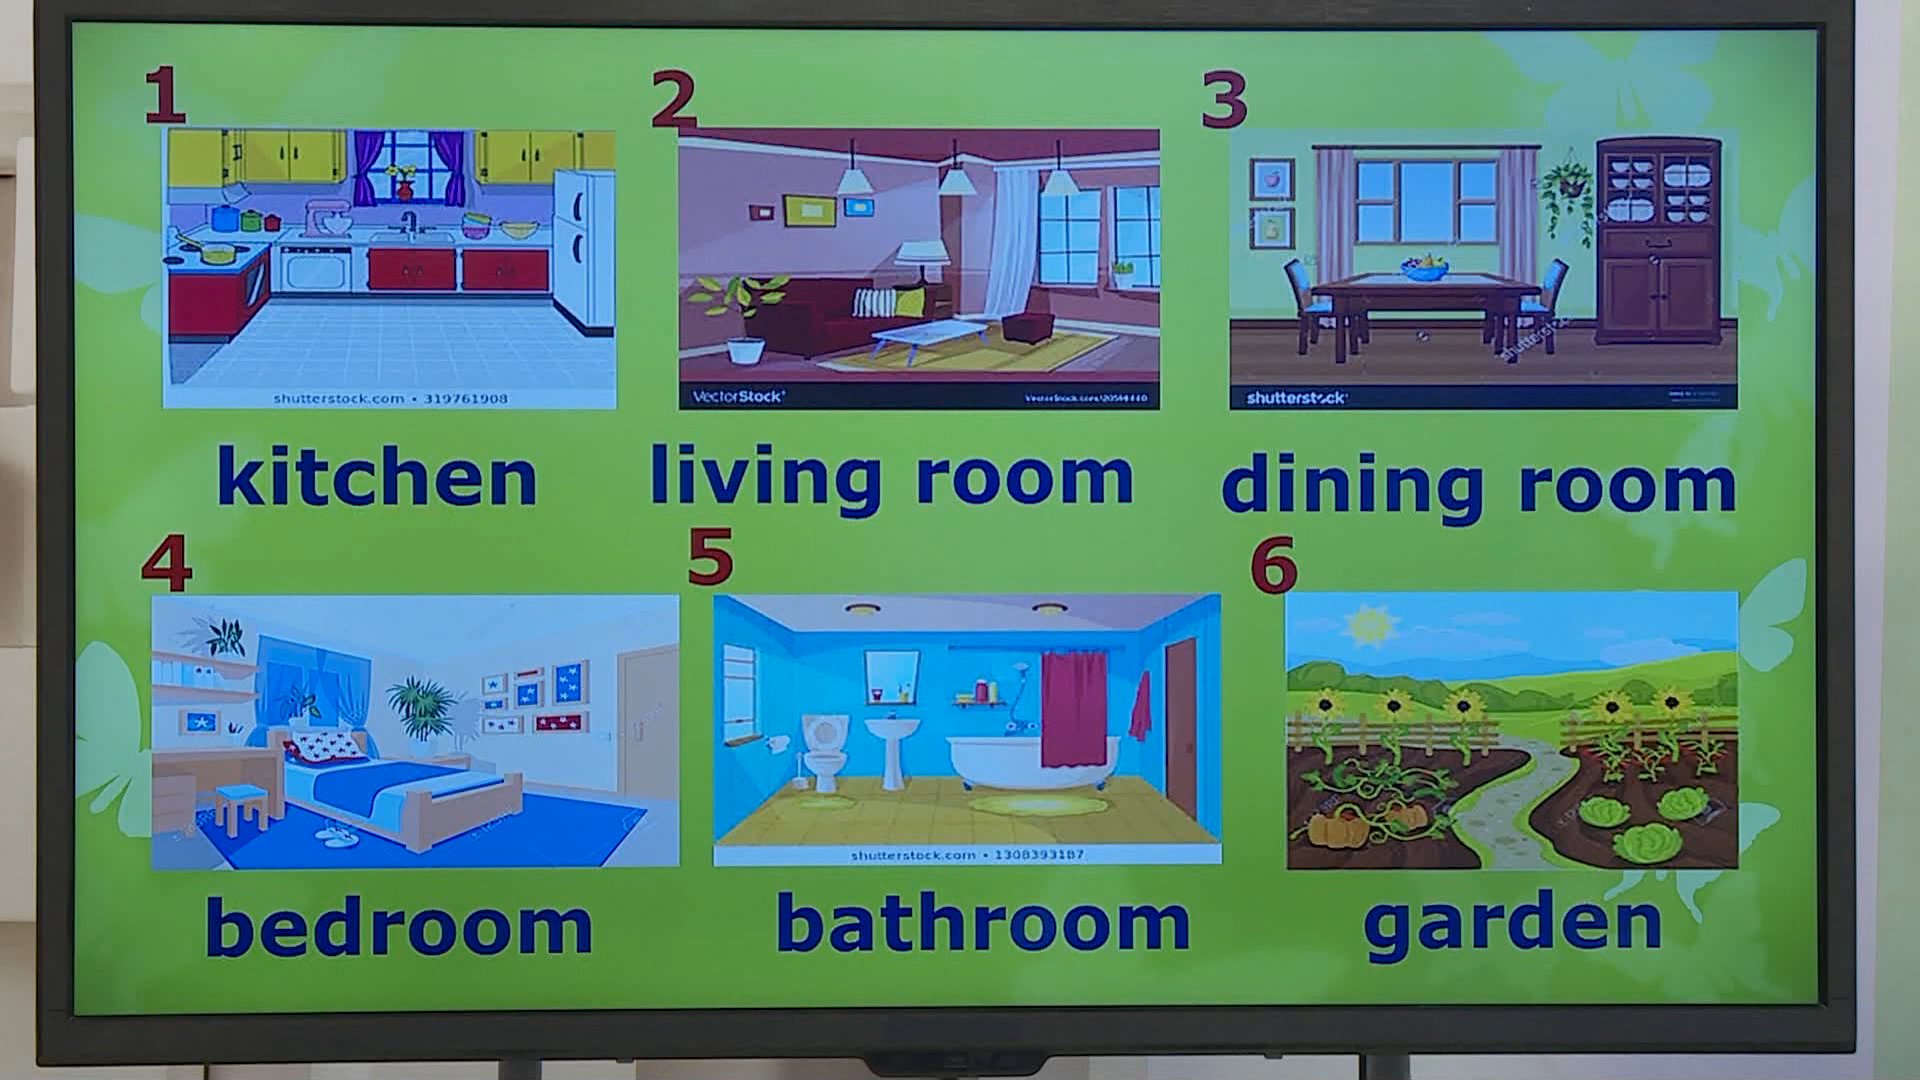 1
2
3
shutterstock.com • 319761908
VectorStock
shutterstock
kitchen
living room
dining room
4
5
6
shutterstock.com • 1308393187
bedroom
bathroom
garden